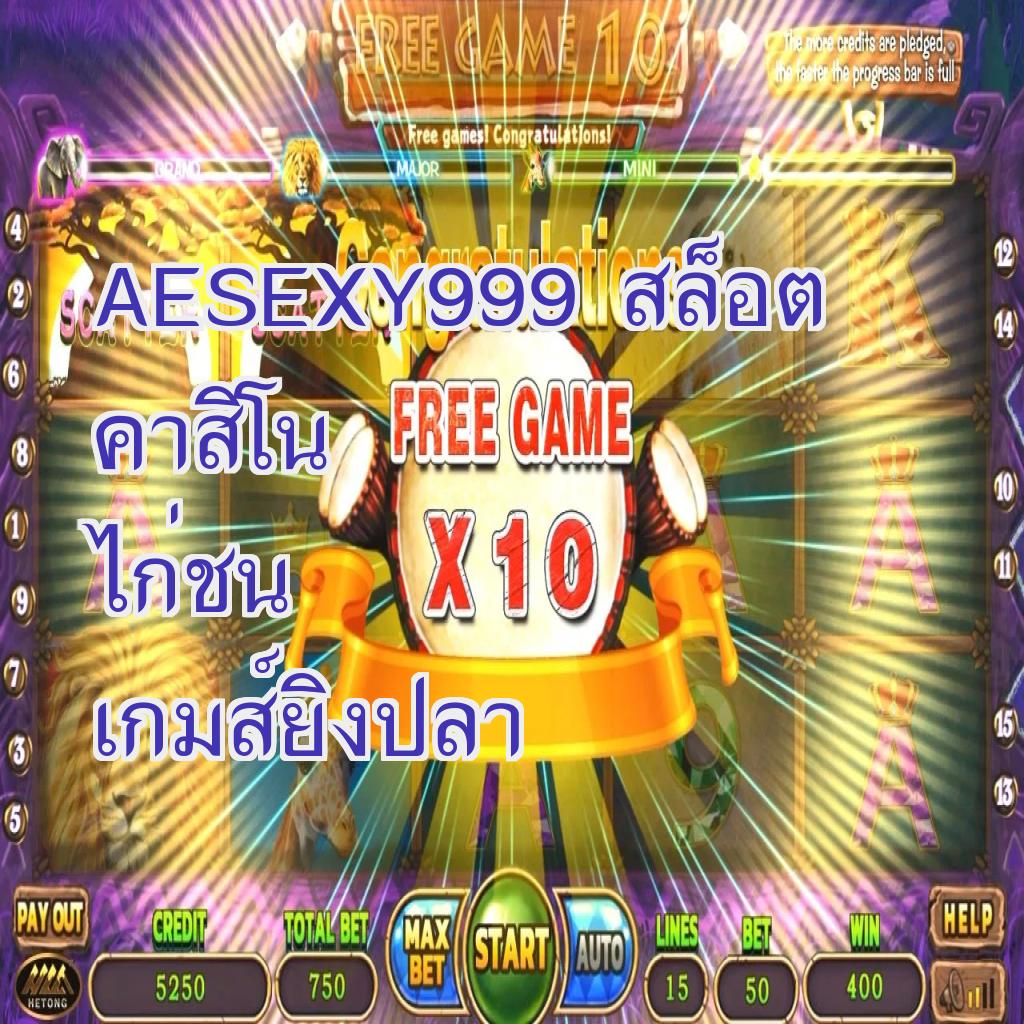 FREE GAME 10
The more credits are pledged,
the faster the progress bar is full
Free games! Congratulations!
GRAND
MAJOR
MINI
Congratulations
AESEXY999 สล็อต
SCATTER
SCATTER
K
คาสิโน
FREE GAME
X10
ไก่ชน
เกมส์ยิงปลา
4
2
6
8
1
9
7
3
5
12
14
10
11
15
13
A
A
A
A
A
9
PAY OUT
CREDIT
TOTAL BET
MAX BET
START
AUTO
LINES
BET
WIN
HELP
HETONG
5250
750
15
50
400